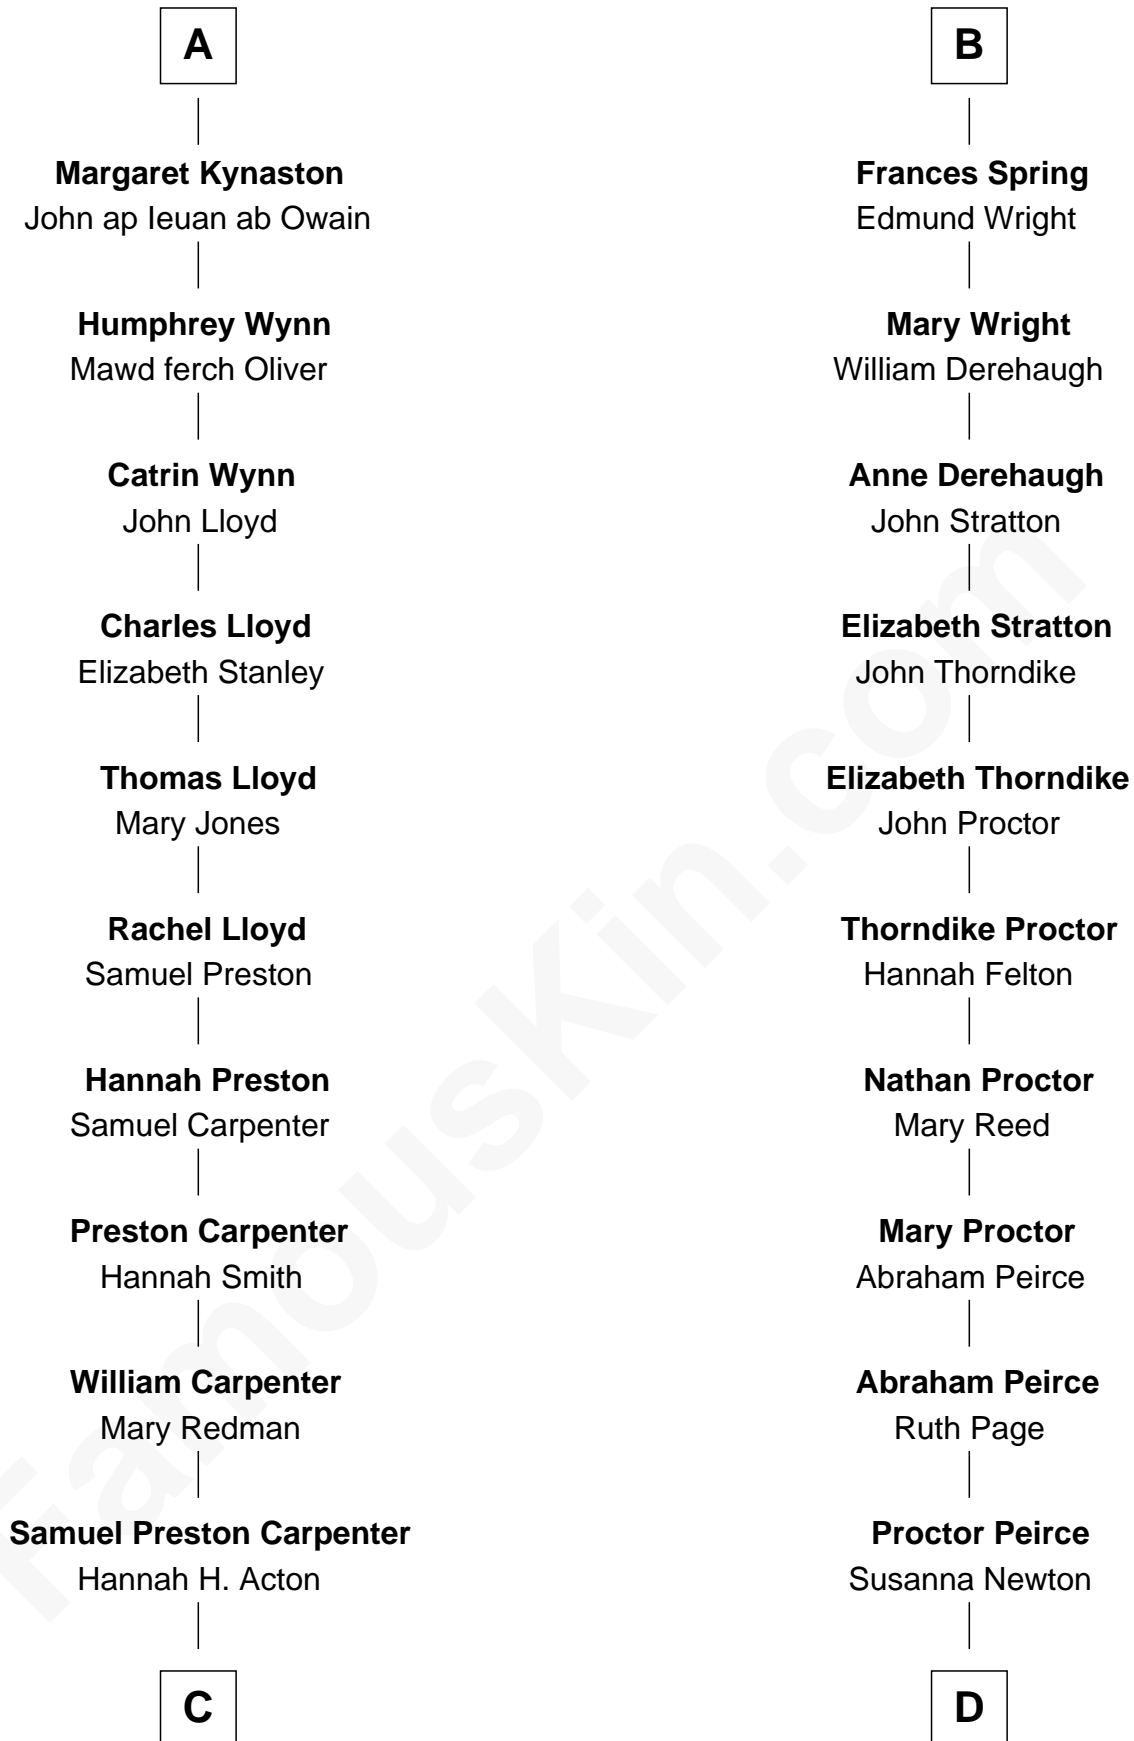 A
Margaret Kynaston
John ap Ieuan ab Owain
Humphrey Wynn
Mawd ferch Oliver
Catrin Wynn
John Lloyd
Charles Lloyd
Elizabeth Stanley
Thomas Lloyd
Mary Jones
Rachel Lloyd
Samuel Preston
Hannah Preston
Samuel Carpenter
Preston Carpenter
Hannah Smith
William Carpenter
Mary Redman
Samuel Preston Carpenter
Hannah H. Acton
C
B
Frances Spring
Edmund Wright
Mary Wright
William Derehaugh
Anne Derehaugh
John Stratton
Elizabeth Stratton
John Thorndike
Elizabeth Thorndike
John Proctor
Thorndike Proctor
Hannah Felton
Nathan Proctor
Mary Reed
Mary Proctor
Abraham Peirce
Abraham Peirce
Ruth Page
Proctor Peirce
Susanna Newton
D
FamousKin.com